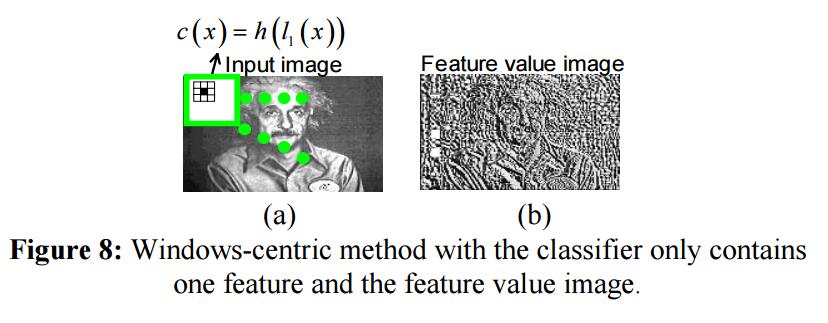 c(x) = h(l₁(x))
Input image
Feature value image
(a)
(b)
Figure 8: Windows-centric method with the classifier only contains
one feature and the feature value image.